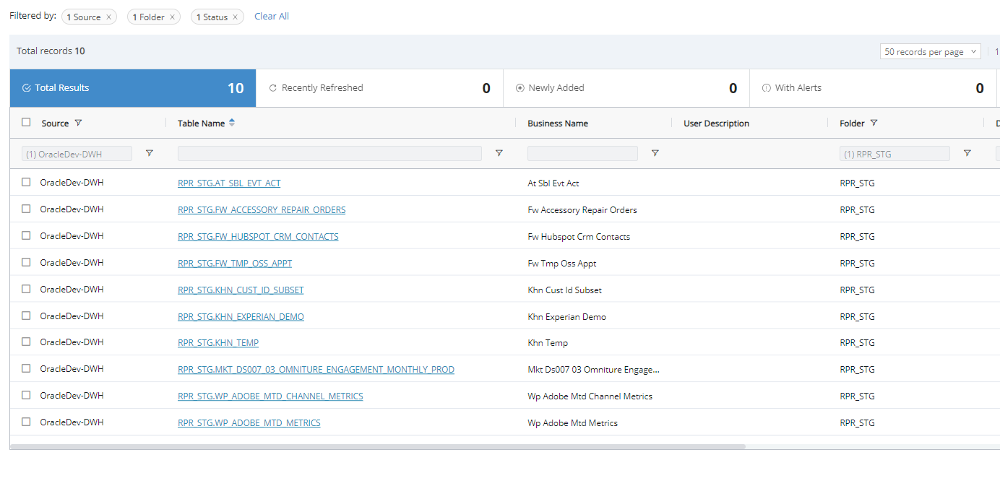 Filtered by: 1 Source × 1 Folder × 1 Status × Clear All
Total records 10 50 records per page 1
Total Results 10 Recently Refreshed 0 Newly Added 0 With Alerts 0
Source Table Name Business Name User Description Folder
(1) OracleDev-DWH (1) RPR_STG
OracleDev-DWH RPR_STG.AT_SBL_EVT_ACT At Sbl Evt Act RPR_STG
OracleDev-DWH RPR_STG.FW_ACCESSORY_REPAIR_ORDERS Fw Accessory Repair Orders RPR_STG
OracleDev-DWH RPR_STG.FW_HUBSPOT_CRM_CONTACTS Fw Hubspot Crm Contacts RPR_STG
OracleDev-DWH RPR_STG.FW_TMP_OSS_APPT Fw Tmp Oss Appt RPR_STG
OracleDev-DWH RPR_STG.KHN_CUST_ID_SUBSET Khn Cust Id Subset RPR_STG
OracleDev-DWH RPR_STG.KHN_EXPERIAN_DEMO Khn Experian Demo RPR_STG
OracleDev-DWH RPR_STG.KHN_TEMP Khn Temp RPR_STG
OracleDev-DWH RPR_STG.MKT_DS007_03_OMNITURE_ENGAGEMENT_MONTHLY_PROD Mkt Ds007 03 Omniture Engage... RPR_STG
OracleDev-DWH RPR_STG.WP_ADOBE_MTD_CHANNEL_METRICS Wp Adobe Mtd Channel Metrics RPR_STG
OracleDev-DWH RPR_STG.WP_ADOBE_MTD_METRICS Wp Adobe Mtd Metrics RPR_STG